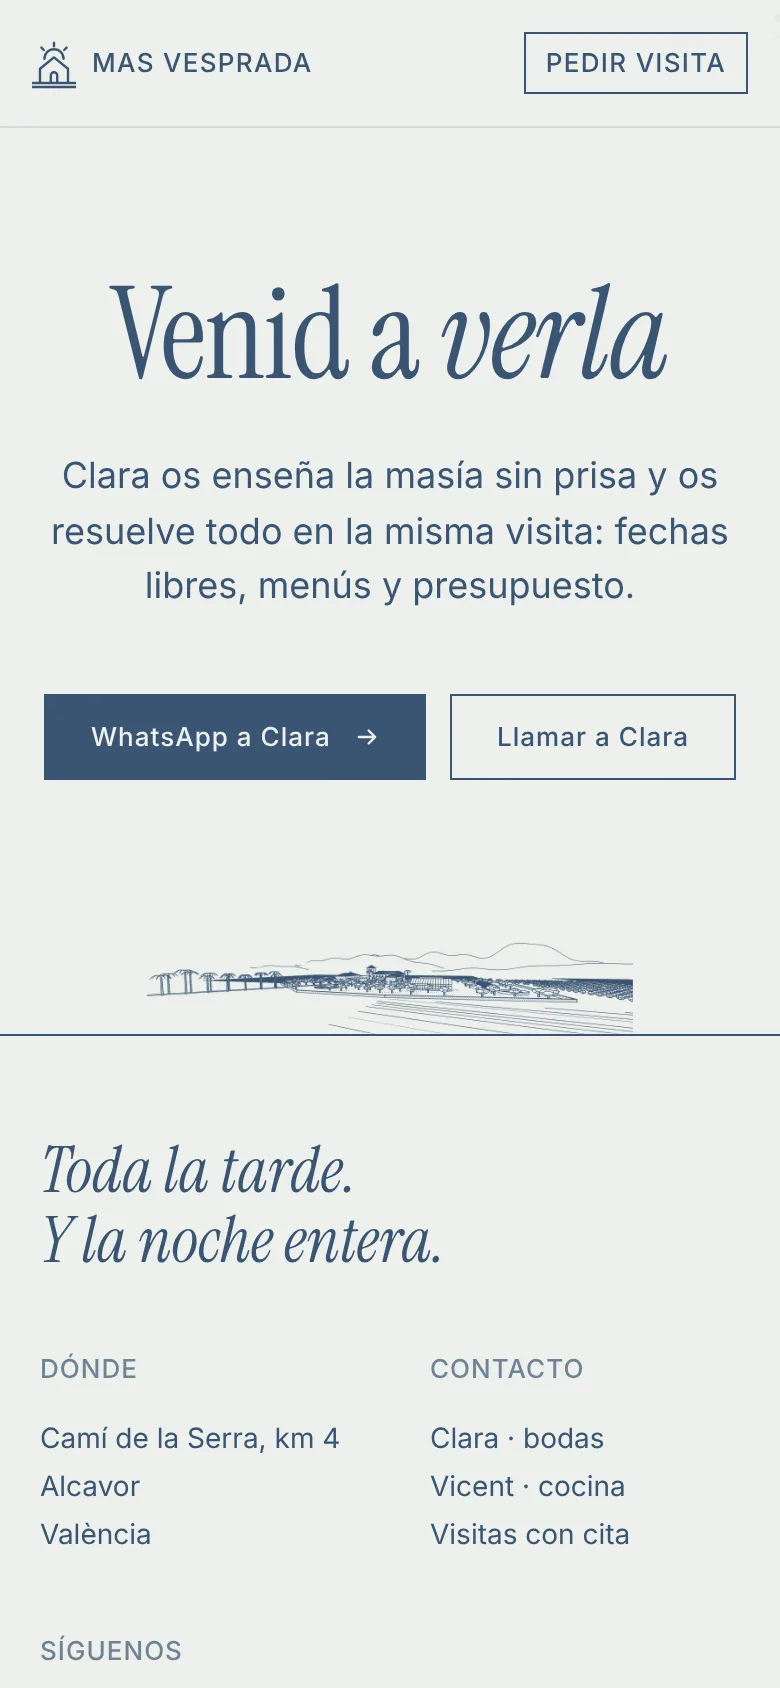 MAS VESPRADA
PEDIR VISITA
Venid a verla
Clara os enseña la masía sin prisa y os
resuelve todo en la misma visita: fechas
libres, menús y presupuesto.
WhatsApp a Clara →
Llamar a Clara
Toda la tarde.
Y la noche entera.
DÓNDE
Camí de la Serra, km 4
Alcavor
València
CONTACTO
Clara · bodas
Vicent · cocina
Visitas con cita
SÍGUENOS